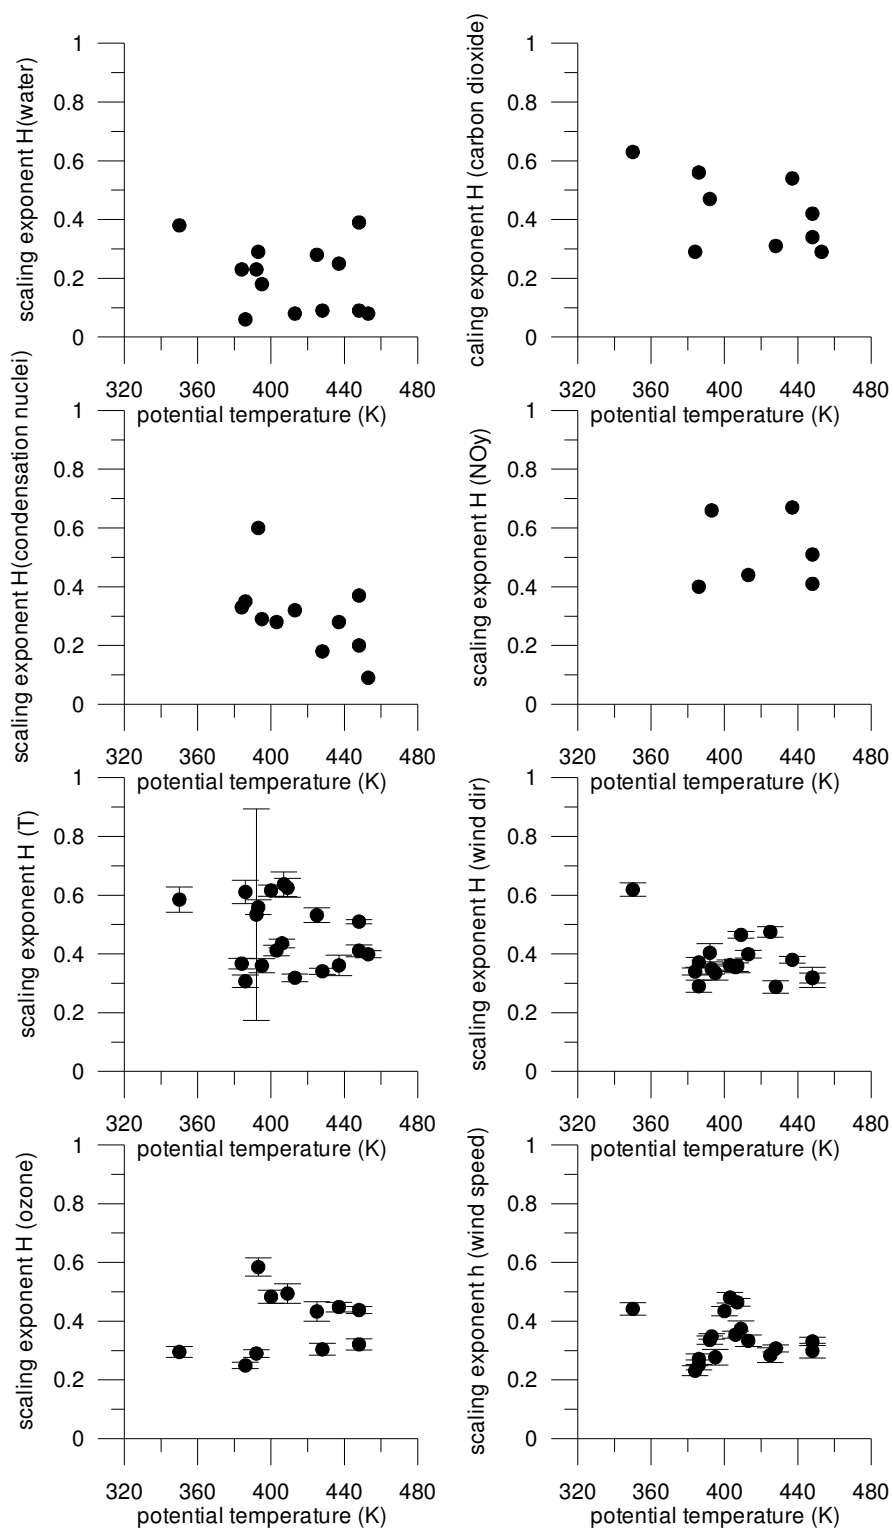 scaling exponent H(water)
1
0.8
0.6
0.4
0.2
0
320 360 400 440 480
potential temperature (K)
caling exponent H (carbon dioxide)
1
0.8
0.6
0.4
0.2
0
320 360 400 440 480
potential temperature (K)
scaling exponent H(condensation nuclei)
1
0.8
0.6
0.4
0.2
0
320 360 400 440 480
potential temperature (K)
scaling exponent H (NOy)
1
0.8
0.6
0.4
0.2
0
320 360 400 440 480
potential temperature (K)
scaling exponent H (T)
1
0.8
0.6
0.4
0.2
0
320 360 400 440 480
potential temperature (K)
scaling exponent H (wind dir)
1
0.8
0.6
0.4
0.2
0
320 360 400 440 480
potential temperature (K)
scaling exponent H (ozone)
1
0.8
0.6
0.4
0.2
0
320 360 400 440 480
potential temperature (K)
scaling exponent h (wind speed)
1
0.8
0.6
0.4
0.2
0
320 360 400 440 480
potential temperature (K)